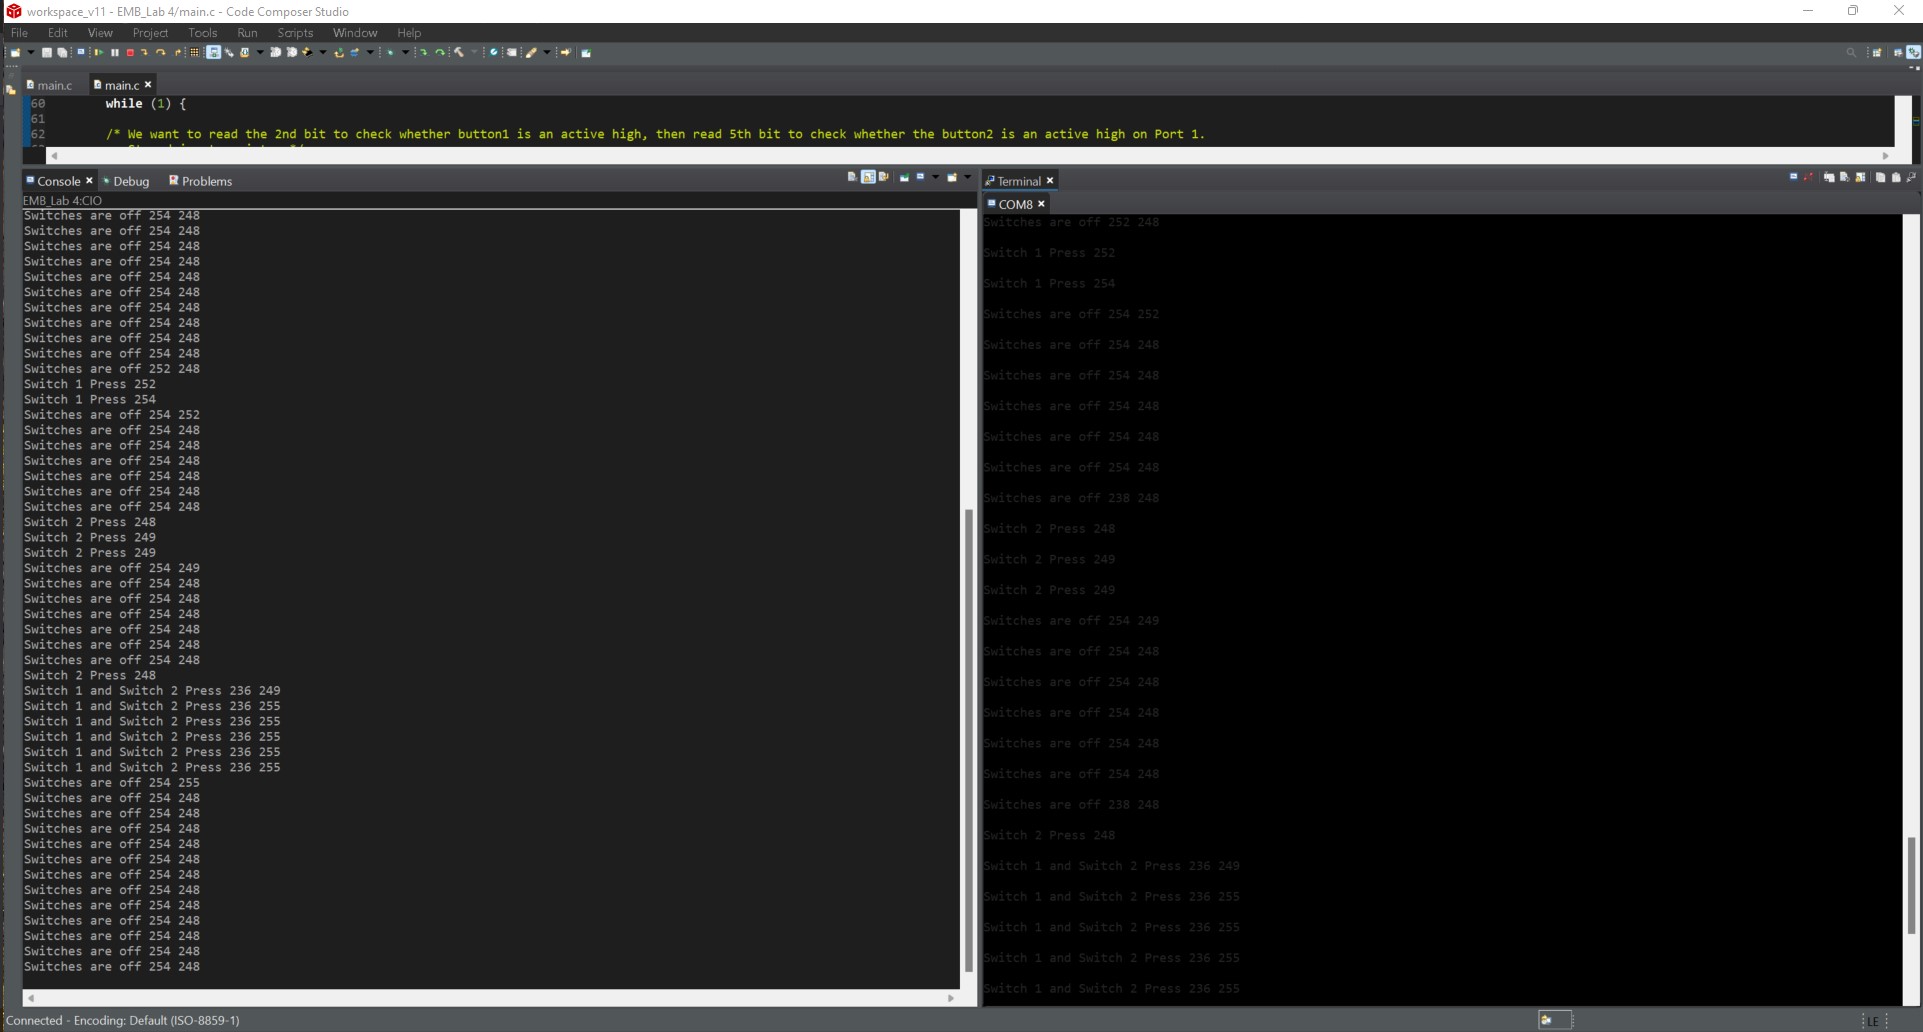 workspace_v11 - EMB_Lab 4/main.c - Code Composer Studio
File Edit View Project Tools Run Scripts Window Help
main.c
main.c
60 while (1) {
61
62 /* We want to read the 2nd bit to check whether button1 is an active high, then read 5th bit to check whether the button2 is an active high on Port 1.
Console Debug Problems
EMB_Lab 4:CIO
Switches are off 254 248
Switches are off 254 248
Switches are off 254 248
Switches are off 254 248
Switches are off 254 248
Switches are off 254 248
Switches are off 254 248
Switches are off 254 248
Switches are off 254 248
Switches are off 254 248
Switches are off 252 248
Switch 1 Press 252
Switch 1 Press 254
Switches are off 254 252
Switches are off 254 248
Switches are off 254 248
Switches are off 254 248
Switches are off 254 248
Switches are off 254 248
Switches are off 254 248
Switch 2 Press 248
Switch 2 Press 249
Switch 2 Press 249
Switches are off 254 249
Switches are off 254 248
Switches are off 254 248
Switches are off 254 248
Switches are off 254 248
Switches are off 254 248
Switches are off 254 248
Switch 2 Press 248
Switch 1 and Switch 2 Press 236 249
Switch 1 and Switch 2 Press 236 255
Switch 1 and Switch 2 Press 236 255
Switch 1 and Switch 2 Press 236 255
Switch 1 and Switch 2 Press 236 255
Switch 1 and Switch 2 Press 236 255
Switches are off 254 255
Switches are off 254 248
Switches are off 254 248
Switches are off 254 248
Switches are off 254 248
Switches are off 254 248
Switches are off 254 248
Switches are off 254 248
Switches are off 254 248
Switches are off 254 248
Switches are off 254 248
Switches are off 254 248
Switches are off 254 248
Terminal
COM8
Switches are off 252 248
Switch 1 Press 252
Switch 1 Press 254
Switches are off 254 252
Switches are off 254 248
Switches are off 254 248
Switches are off 254 248
Switches are off 254 248
Switches are off 254 248
Switches are off 238 248
Switch 2 Press 248
Switch 2 Press 249
Switch 2 Press 249
Switches are off 254 249
Switches are off 254 248
Switches are off 254 248
Switches are off 254 248
Switches are off 254 248
Switches are off 254 248
Switches are off 238 248
Switch 2 Press 248
Switch 1 and Switch 2 Press 236 249
Switch 1 and Switch 2 Press 236 255
Switch 1 and Switch 2 Press 236 255
Switch 1 and Switch 2 Press 236 255
Switch 1 and Switch 2 Press 236 255
Connected - Encoding: Default (ISO-8859-1)
LE